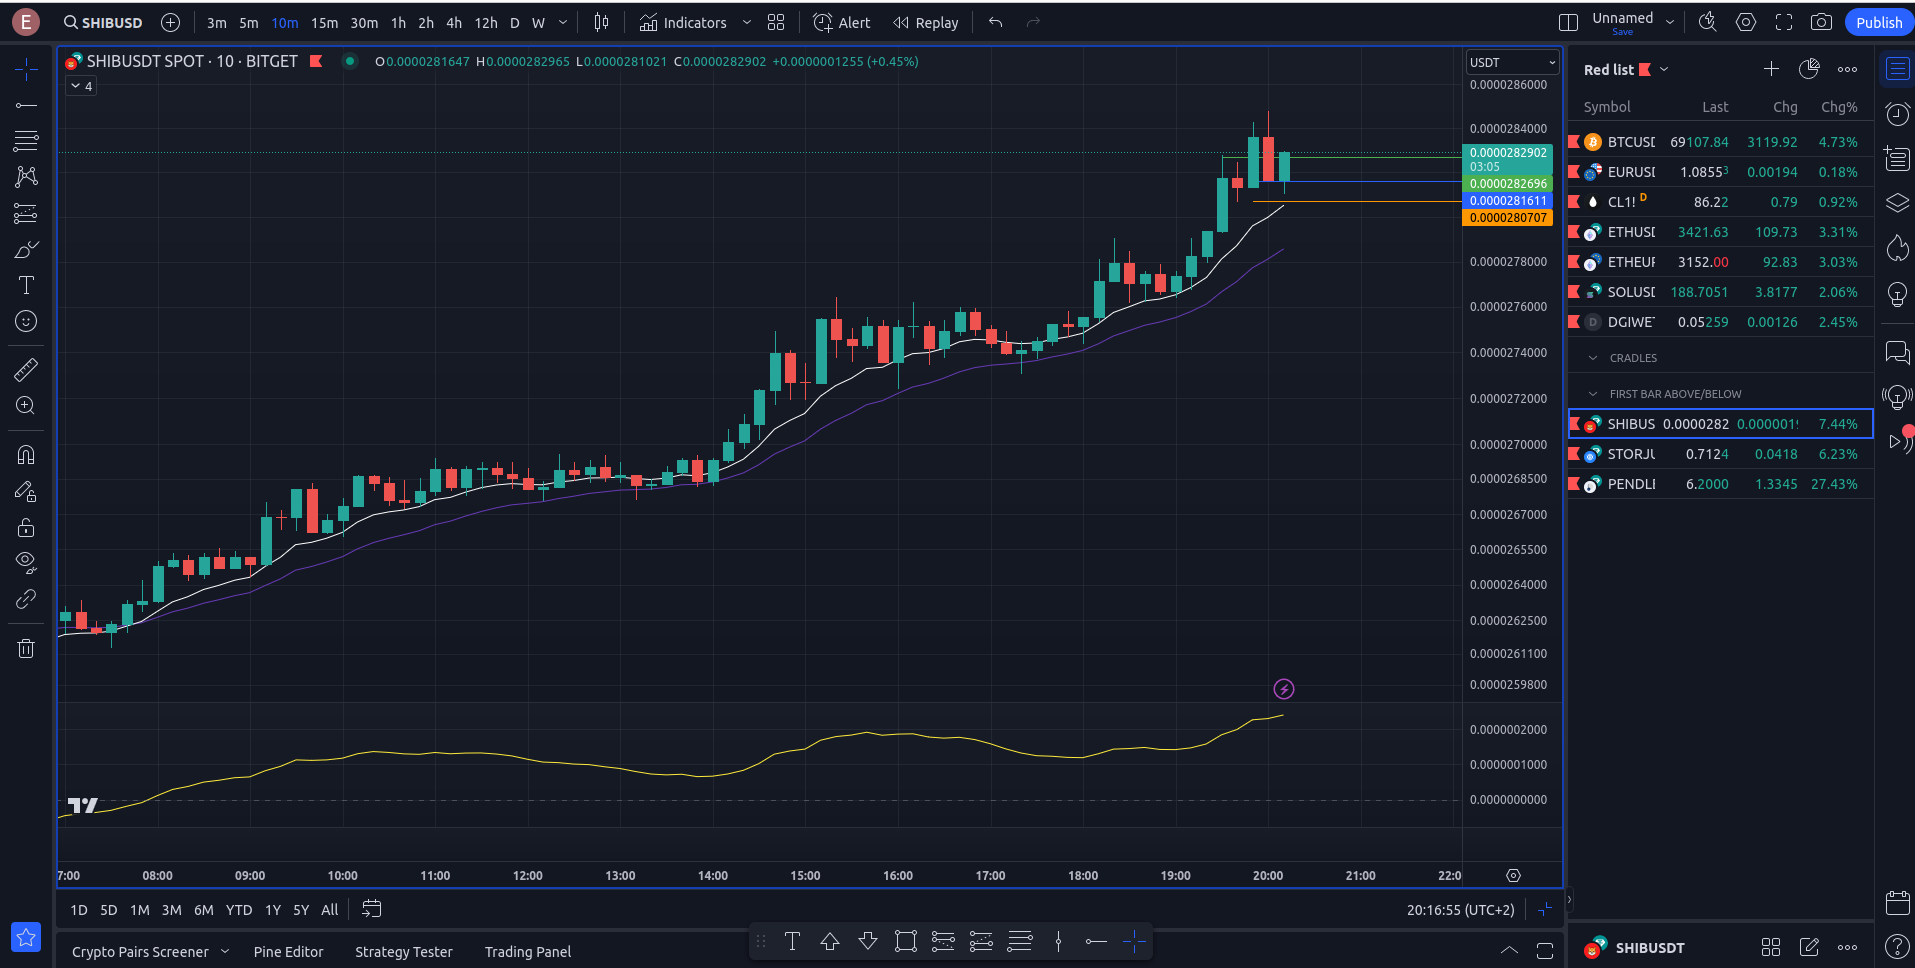 E SHIBUSD 3m 5m 10m 15m 30m 1h 2h 4h 12h D W Indicators Alert Replay Unnamed Save Publish
SHIBUSDT SPOT · 10 · BITGET O0.0000281647 H0.0000282965 L0.0000281021 C0.0000282902 +0.0000001255 (+0.45%)
4
USDT
0.0000286000
0.0000284000
0.0000282902
03:05
0.0000282696
0.0000281611
0.0000280707
0.0000278000
0.0000276000
0.0000274000
0.0000272000
0.0000270000
0.0000268500
0.0000267000
0.0000265500
0.0000264000
0.0000262500
0.0000261100
0.0000259800
0.0000002000
0.0000001000
0.0000000000
7:00 08:00 09:00 10:00 11:00 12:00 13:00 14:00 15:00 16:00 17:00 18:00 19:00 20:00 21:00 22:0
1D 5D 1M 3M 6M YTD 1Y 5Y All 20:16:55 (UTC+2)
Crypto Pairs Screener Pine Editor Strategy Tester Trading Panel
Red list
Symbol Last Chg Chg%
BTCUSD 69107.84 3119.92 4.73%
EURUSD 1.08553 0.00194 0.18%
CL1! D 86.22 0.79 0.92%
ETHUSD 3421.63 109.73 3.31%
ETHEUR 3152.00 92.83 3.03%
SOLUSD 188.7051 3.8177 2.06%
D DGIWE 0.05259 0.00126 2.45%
CRADLES
FIRST BAR ABOVE/BELOW
SHIBUS 0.0000282 0.0000019 7.44%
STORJU 0.7124 0.0418 6.23%
PENDLE 6.2000 1.3345 27.43%
SHIBUSDT